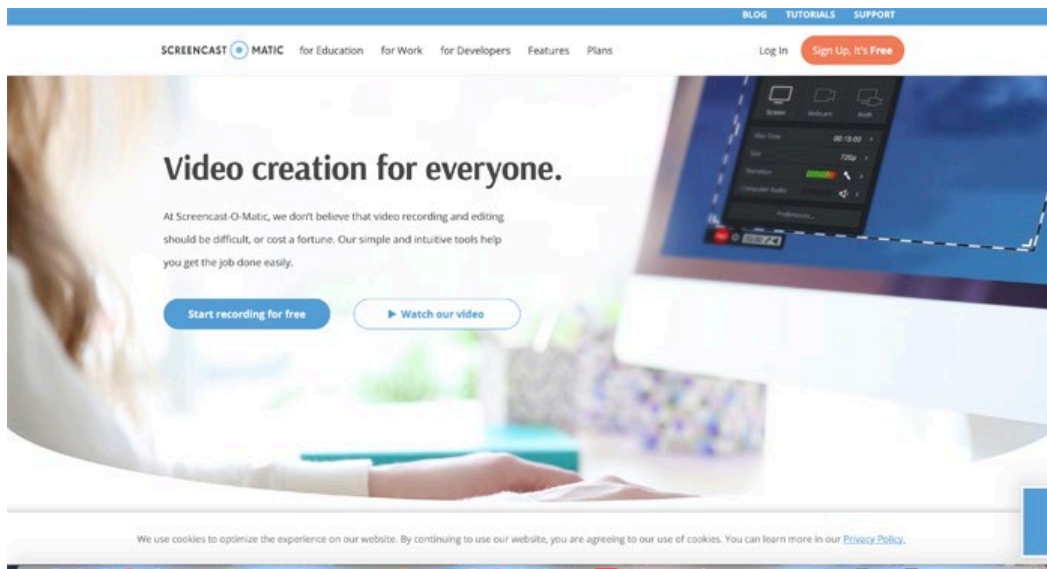 BLOG TUTORIALS SUPPORT
SCREENCAST MATIC for Education for Work for Developers Features Plans Log In Sign Up, It's Free
Video creation for everyone.
At Screencast-O-Matic, we don't believe that video recording and editing
should be difficult, or cost a fortune. Our simple and intuitive tools help
you get the job done easily.
Start recording for free Watch our video
Screen Webcam Both
Max Time 00:15:00
Size 720p
Narration
Computer Audio
Preferences...
We use cookies to optimize the experience on our website. By continuing to use our website, you are agreeing to our use of cookies. You can learn more in our Privacy Policy.